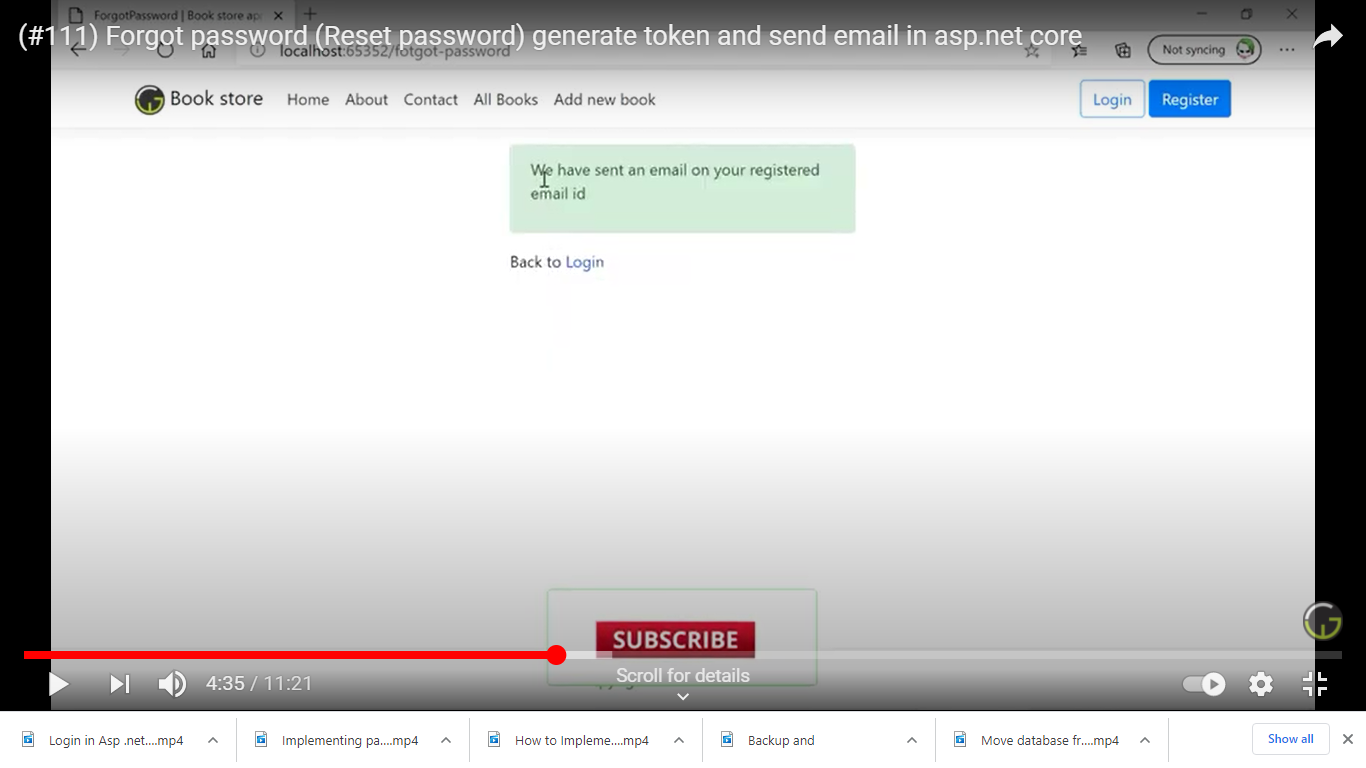 ForgotPassword | Book store ap
(#111) Forgot password (Reset password) generate token and send email in asp.net core
localhost:65352/fotgot-password
Not syncing
Book store Home About Contact All Books Add new book Login Register
We have sent an email on your registered
email id
Back to Login
SUBSCRIBE
Scroll for details
4:35 / 11:21
Login in Asp .net....mp4 Implementing pa....mp4 How to Impleme....mp4 Backup and Move database fr....mp4 Show all